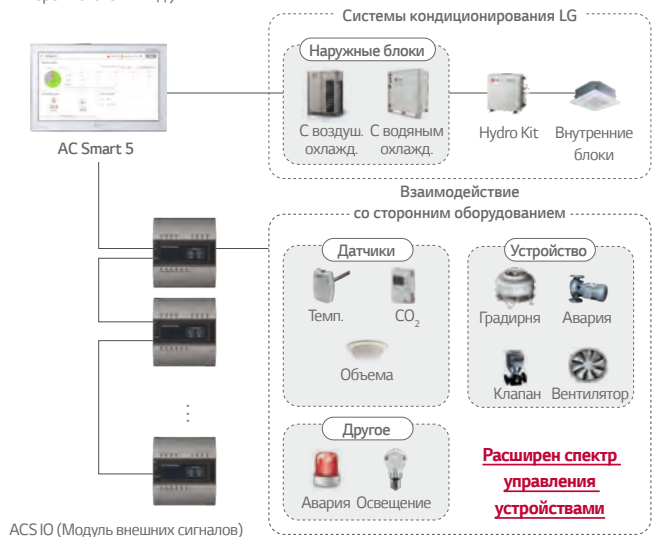 Системы кондиционирования LG
Наружные блоки
С воздуш. охлажд.
С водяным охлажд.
Hydro Kit
Внутренние
блоки
AC Smart 5
Взаимодействие
со сторонним оборудованием
Датчики
Устройство
Темп.
CO₂
Градирня
Авария
Объема
Клапан
Вентилятор
Другое
Авария
Освещение
Расширен спектр
управления
устройствами
ACS IO (Модуль внешних сигналов)